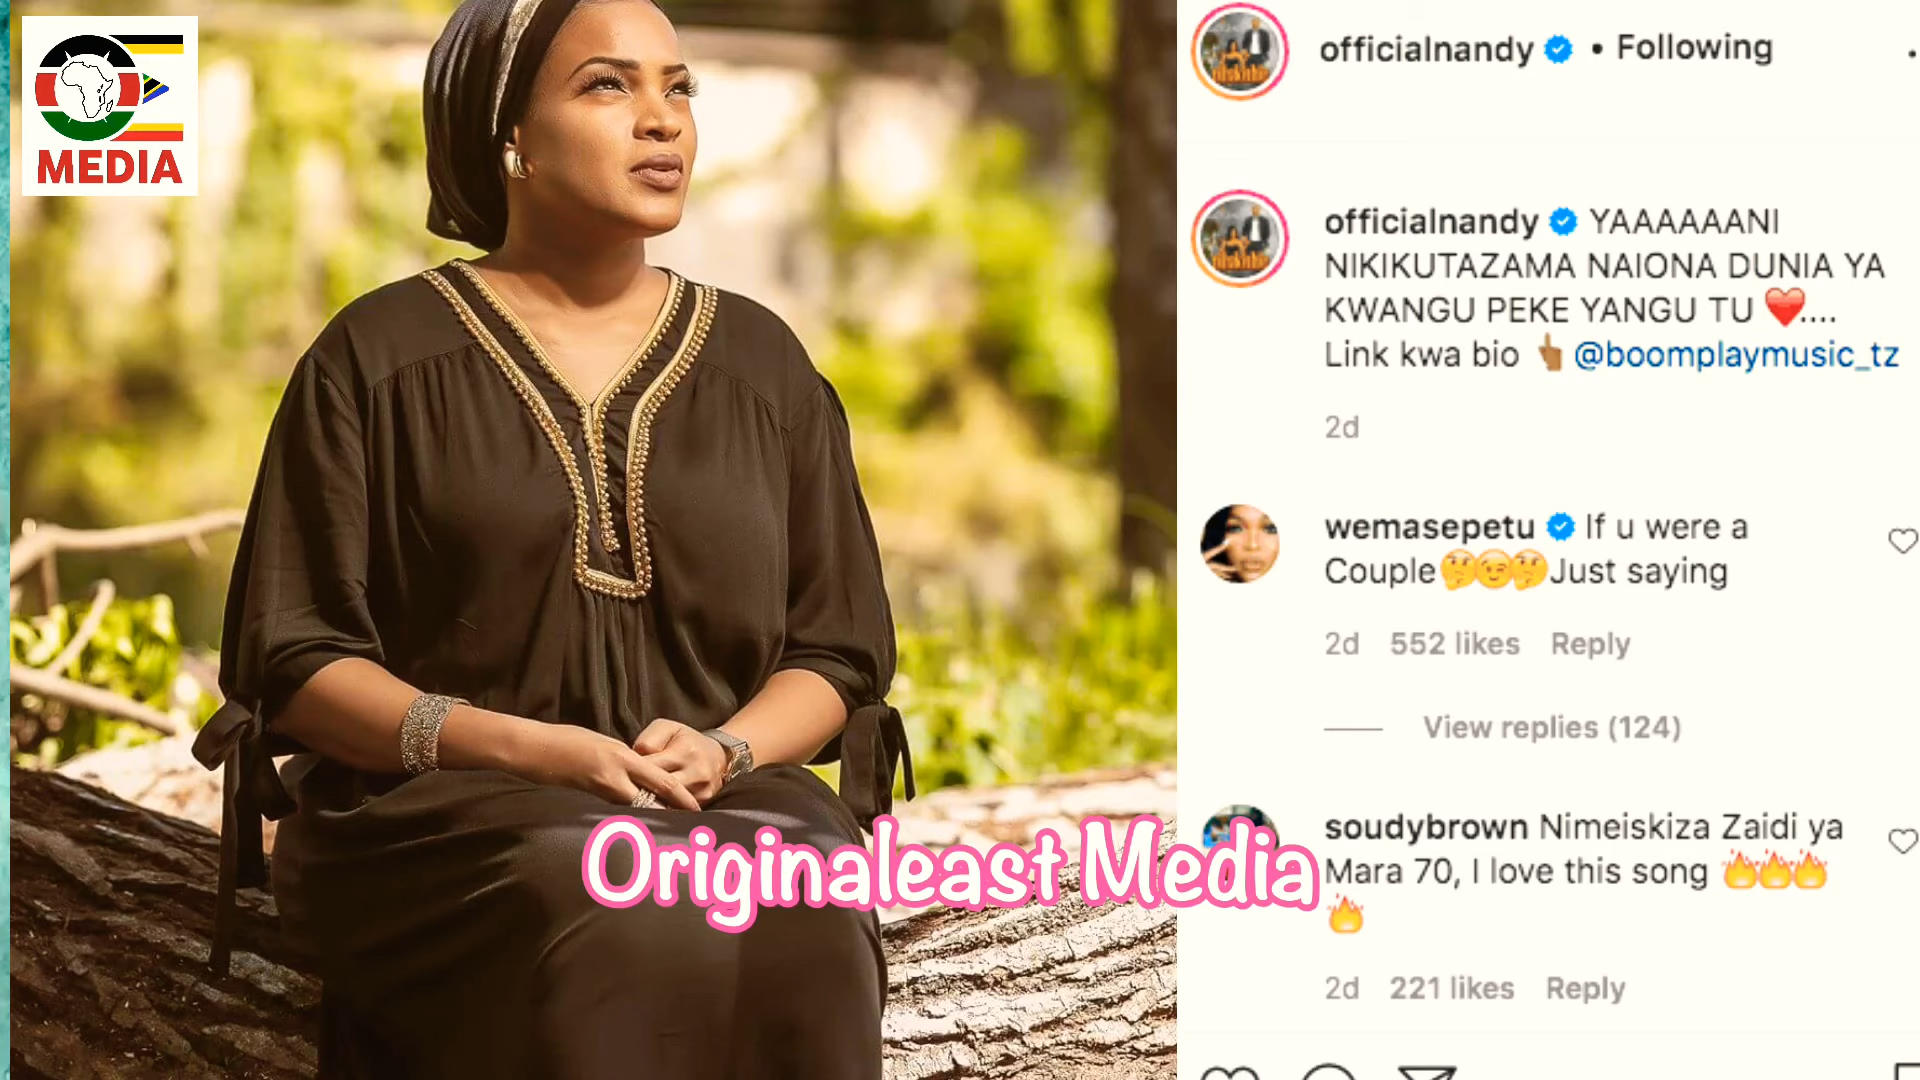 MEDIA
officialnandy • Following
officialnandy YAAAAAANI
NIKIKUTAZAMA NAIONA DUNIA YA
KWANGU PEKE YANGU TU ❤️....
Link kwa bio 👆🏾 @boomplaymusic_tz
2d
wemasepetu If u were a
Couple🤔😉🤔Just saying
2d 552 likes Reply
View replies (124)
soudybrown Nimeiskiza Zaidi ya
Mara 70, I love this song 🔥🔥🔥
🔥
2d 221 likes Reply
Originaleast Media